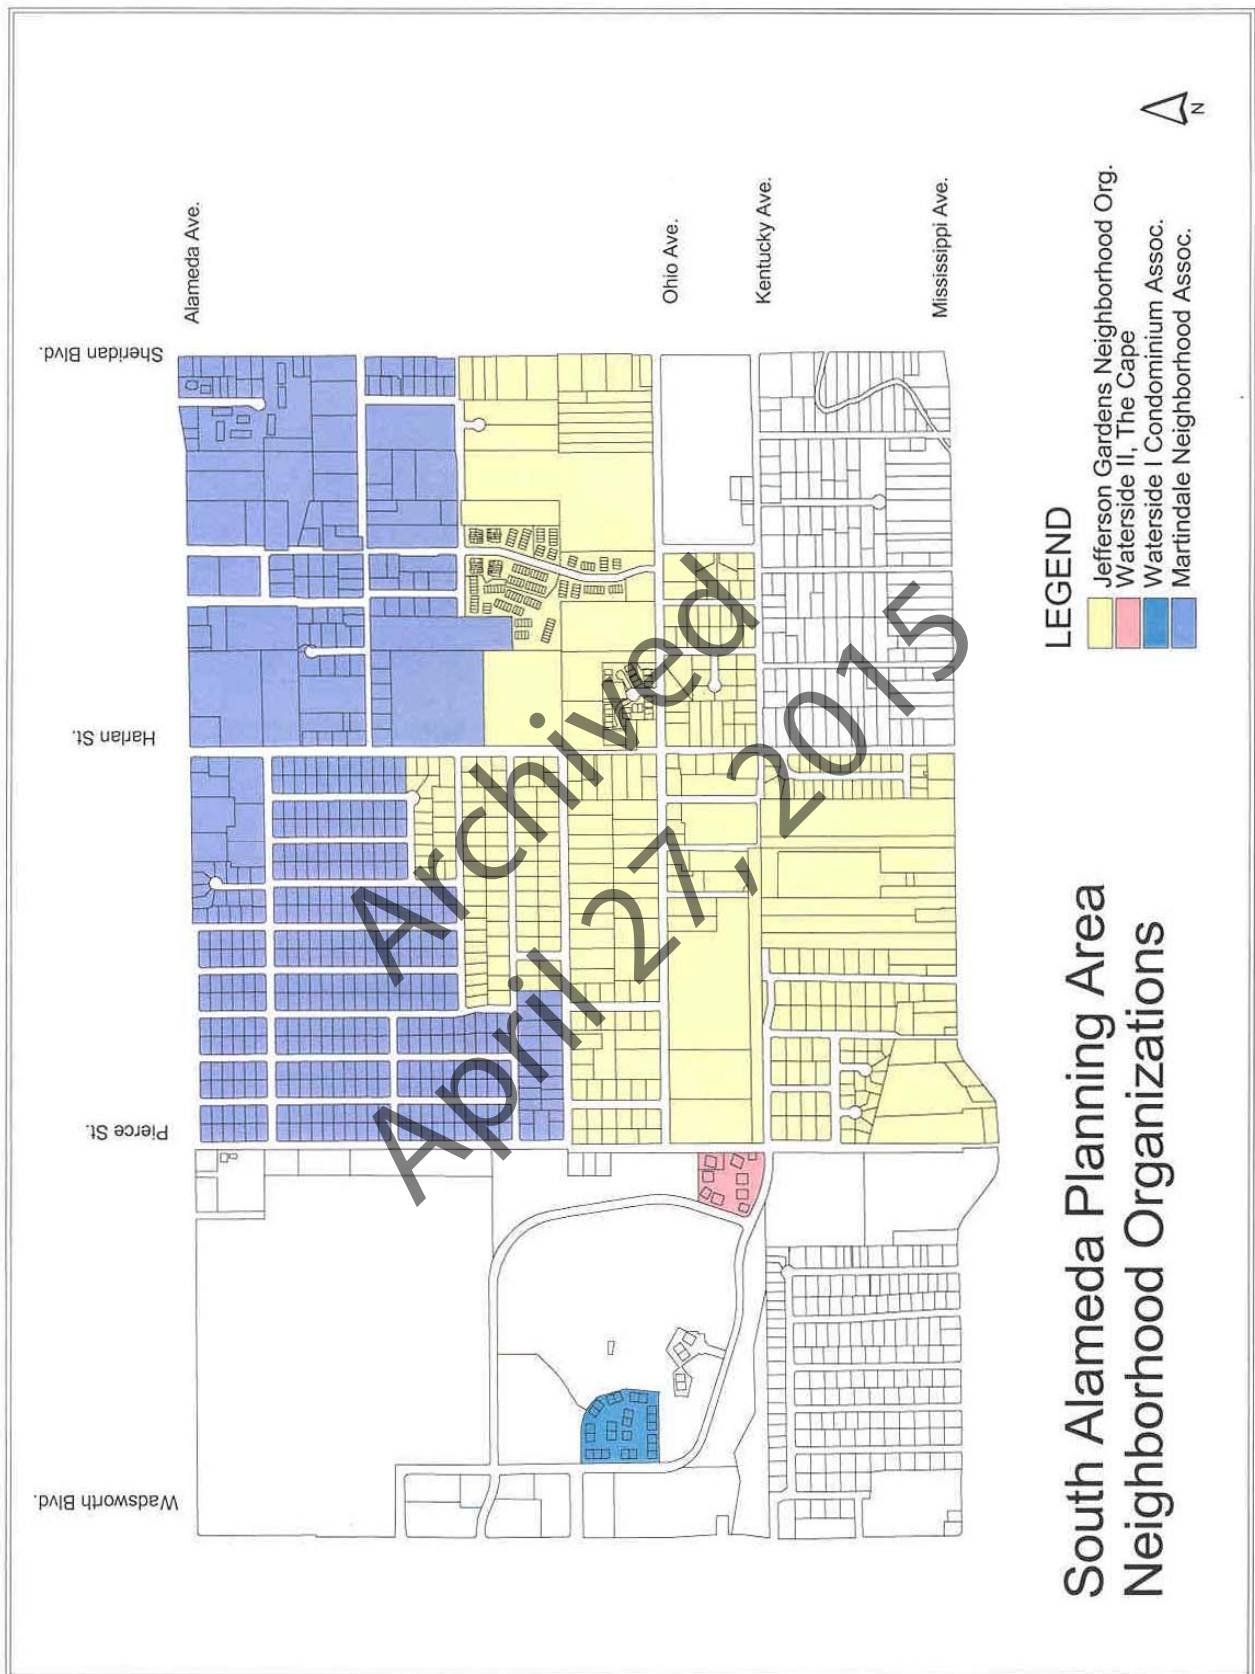 Wadsworth Blvd.
Pierce St.
Harlan St.
Sheridan Blvd.
Alameda Ave.
Ohio Ave.
Kentucky Ave.
Mississippi Ave.
Archived
April 27, 2015
South Alameda Planning Area
Neighborhood Organizations
LEGEND
Jefferson Gardens Neighborhood Org.
Waterside II, The Cape
Waterside I Condominium Assoc.
Martindale Neighborhood Assoc.
N